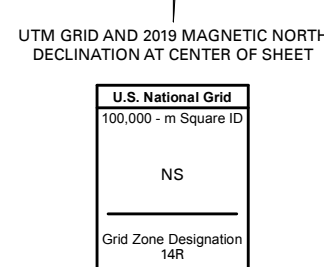 UTM GRID AND 2019 MAGNETIC NORTH
DECLINATION AT CENTER OF SHEET
U.S. National Grid
100,000 - m Square ID
NS
Grid Zone Designation
14R